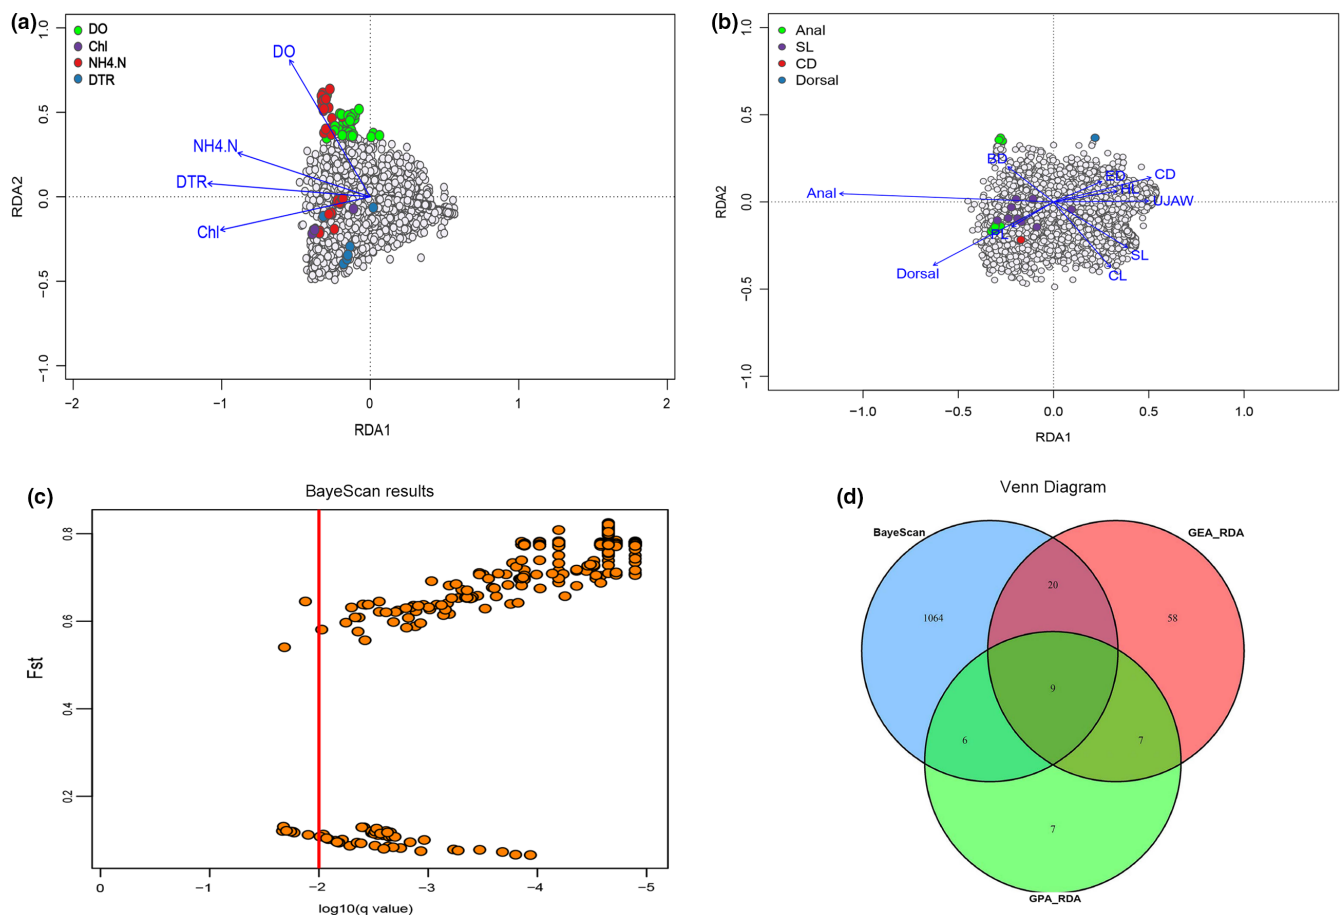 (a)
DO
Chl
NH4.N
DTR
DO
NH4.N
DTR
Chl
1.0
0.5
0.0
−0.5
−1.0
RDA2
−2
−1
0
1
2
RDA1
(b)
Anal
SL
CD
Dorsal
BD
ED
CD
HL
Anal
UJAW
PL
SL
Dorsal
CL
1.0
0.5
0.0
−0.5
−1.0
RDA2
−1.0
−0.5
0.0
0.5
1.0
RDA1
(c)
BayeScan results
0.8
0.6
0.4
0.2
Fst
0
−1
−2
−3
−4
−5
log10(q value)
(d)
Venn Diagram
BayeScan
GEA_RDA
20
1064
58
9
6
7
7
GPA_RDA